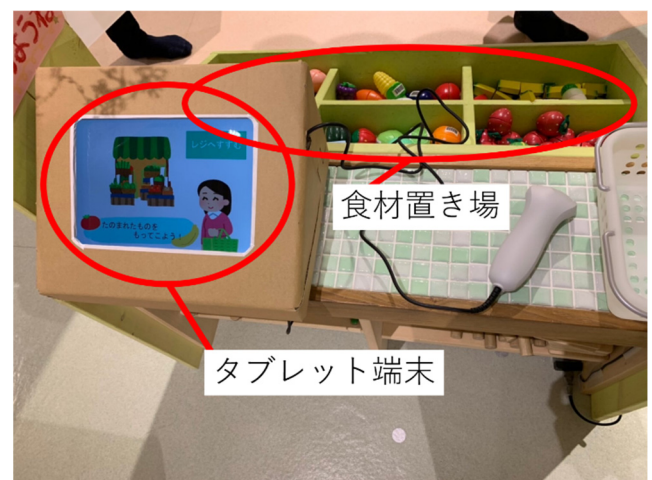 レジへすすむ
たのまれたものを
もってこよう！
食材置き場
タブレット端末